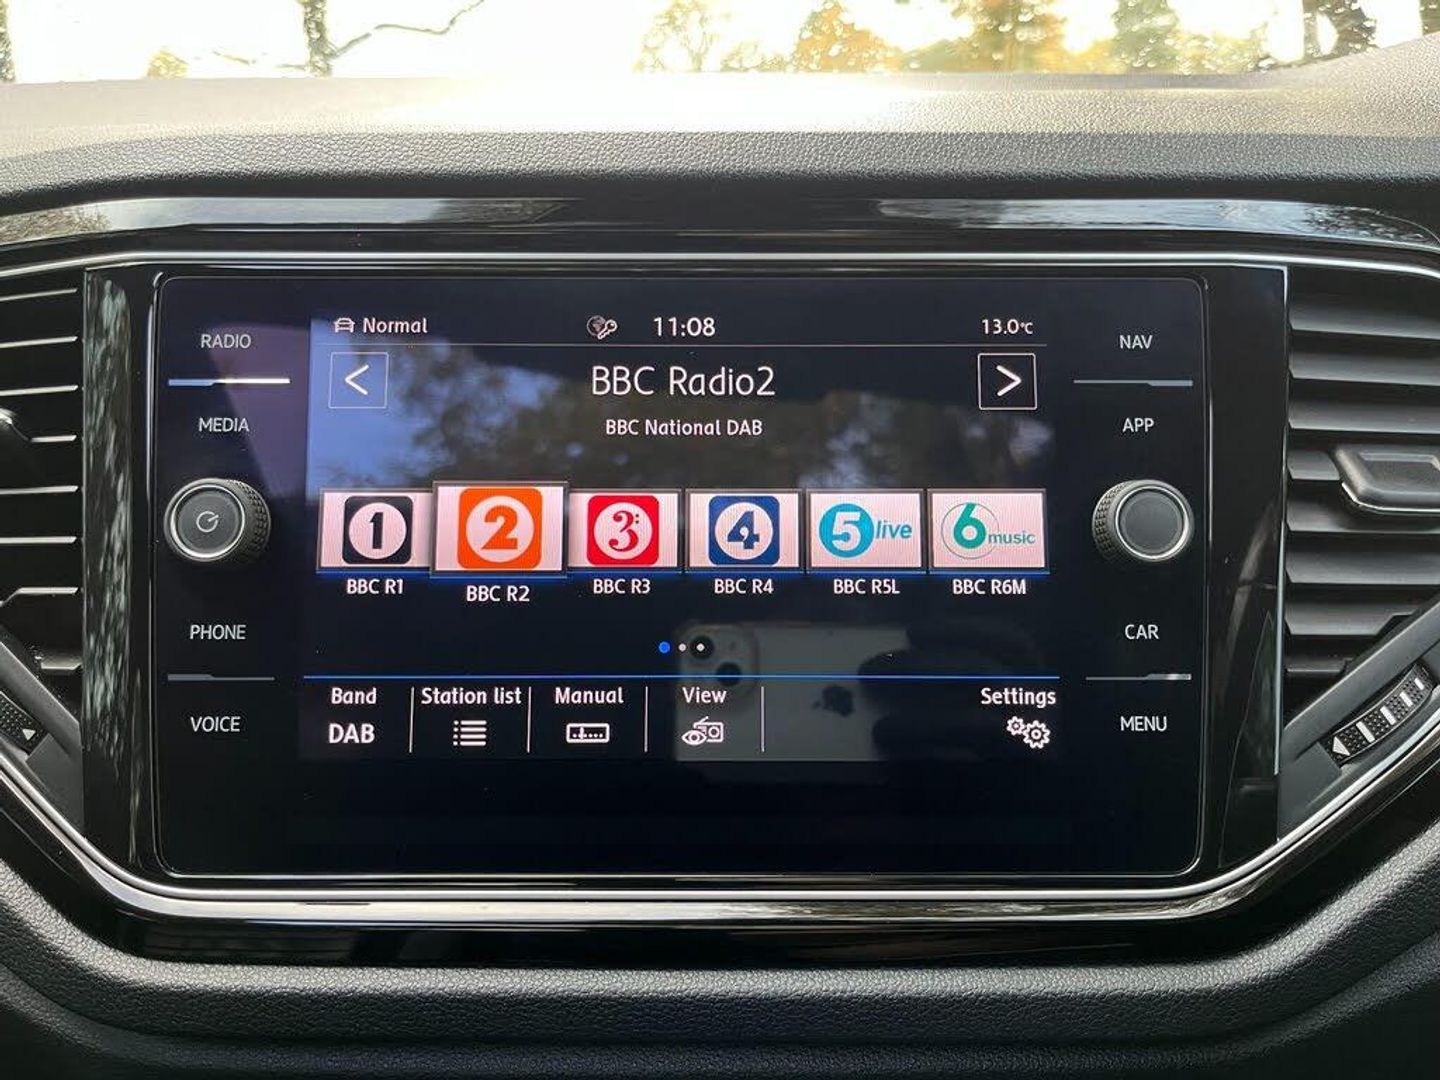 RADIO
MEDIA
PHONE
VOICE
Normal
11:08
13.0°C
<
BBC Radio2
>
BBC National DAB
1
2
3
4
5 live
6 music
BBC R1
BBC R2
BBC R3
BBC R4
BBC R5L
BBC R6M
Band
DAB
Station list
Manual
View
Settings
NAV
APP
CAR
MENU